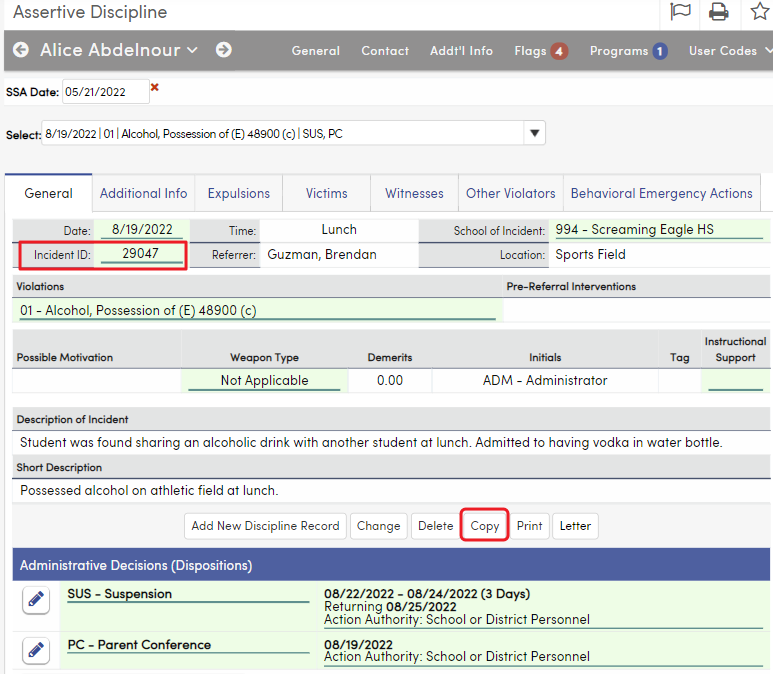 Assertive Discipline
Alice Abdelnour General Contact Addt'l Info Flags 4 Programs 1 User Codes
SSA Date: 05/21/2022
Select: 8/19/2022 | 01 | Alcohol, Possession of (E) 48900 (c) | SUS, PC
General Additional Info Expulsions Victims Witnesses Other Violators Behavioral Emergency Actions
Date: 8/19/2022 Time: Lunch School of Incident: 994 - Screaming Eagle HS
Incident ID: 29047 Referrer: Guzman, Brendan Location: Sports Field
Violations Pre-Referral Interventions
01 - Alcohol, Possession of (E) 48900 (c)
Possible Motivation Weapon Type Demerits Initials Tag Instructional Support
Not Applicable 0.00 ADM - Administrator
Description of Incident
Student was found sharing an alcoholic drink with another student at lunch. Admitted to having vodka in water bottle.
Short Description
Possessed alcohol on athletic field at lunch.
Add New Discipline Record Change Delete Copy Print Letter
Administrative Decisions (Dispositions)
SUS - Suspension 08/22/2022 - 08/24/2022 (3 Days)
Returning 08/25/2022
Action Authority: School or District Personnel
PC - Parent Conference 08/19/2022
Action Authority: School or District Personnel